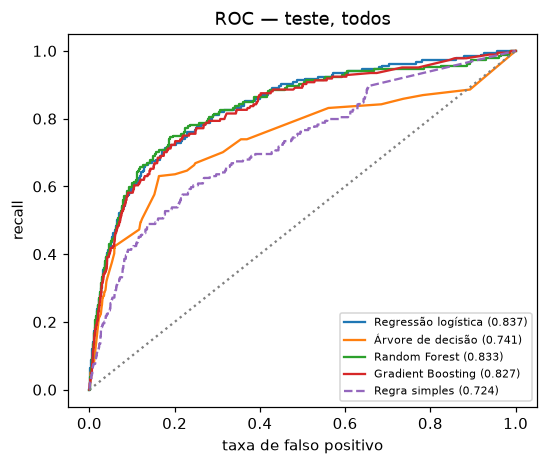 ROC — teste, todos
recall
1.0
0.8
0.6
0.4
0.2
0.0
0.0 0.2 0.4 0.6 0.8 1.0
taxa de falso positivo
Regressão logística (0.837)
Árvore de decisão (0.741)
Random Forest (0.833)
Gradient Boosting (0.827)
Regra simples (0.724)